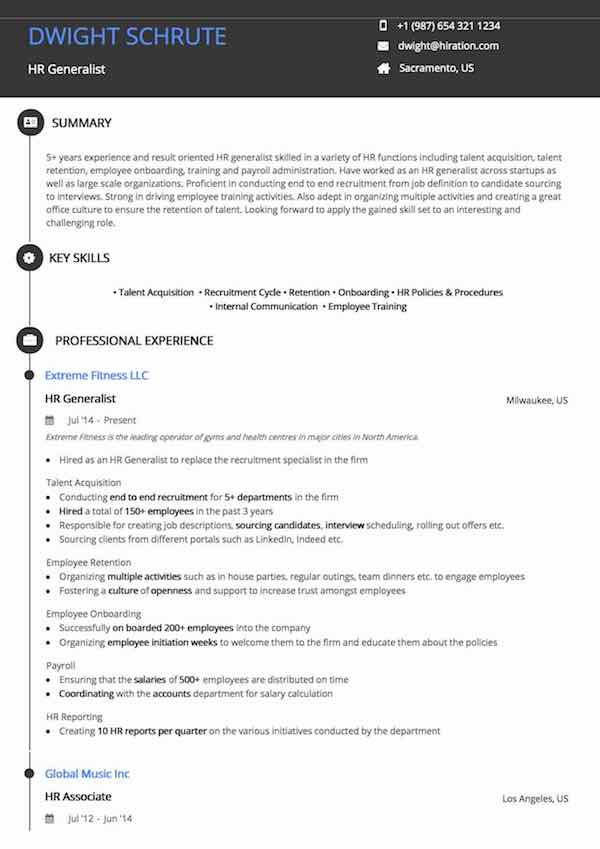 DWIGHT SCHRUTE
HR Generalist
+1 (987) 654 321 1234
dwight@hiration.com
Sacramento, US
SUMMARY
5+ years experience and result oriented HR generalist skilled in a variety of HR functions including talent acquisition, talent
retention, employee onboarding, training and payroll administration. Have worked as an HR generalist across startups as
well as large scale organizations. Proficient in conducting end to end recruitment from job definition to candidate sourcing
to interviews. Strong in driving employee training activities. Also adept in organizing multiple activities and creating a great
office culture to ensure the retention of talent. Looking forward to apply the gained skill set to an interesting and
challenging role.
KEY SKILLS
• Talent Acquisition • Recruitment Cycle • Retention • Onboarding • HR Policies & Procedures
• Internal Communication • Employee Training
PROFESSIONAL EXPERIENCE
Extreme Fitness LLC
HR Generalist
Milwaukee, US
Jul '14 - Present
Extreme Fitness is the leading operator of gyms and health centres in major cities in North America.
• Hired as an HR Generalist to replace the recruitment specialist in the firm
Talent Acquisition
• Conducting end to end recruitment for 5+ departments in the firm
• Hired a total of 150+ employees in the past 3 years
• Responsible for creating job descriptions, sourcing candidates, interview scheduling, rolling out offers etc.
• Sourcing clients from different portals such as LinkedIn, Indeed etc.
Employee Retention
• Organizing multiple activities such as in house parties, regular outings, team dinners etc. to engage employees
• Fostering a culture of openness and support to increase trust amongst employees
Employee Onboarding
• Successfully on boarded 200+ employees into the company
• Organizing employee initiation weeks to welcome them to the firm and educate them about the policies
Payroll
• Ensuring that the salaries of 500+ employees are distributed on time
• Coordinating with the accounts department for salary calculation
HR Reporting
• Creating 10 HR reports per quarter on the various initiatives conducted by the department
Global Music Inc
HR Associate
Los Angeles, US
Jul '12 - Jun '14